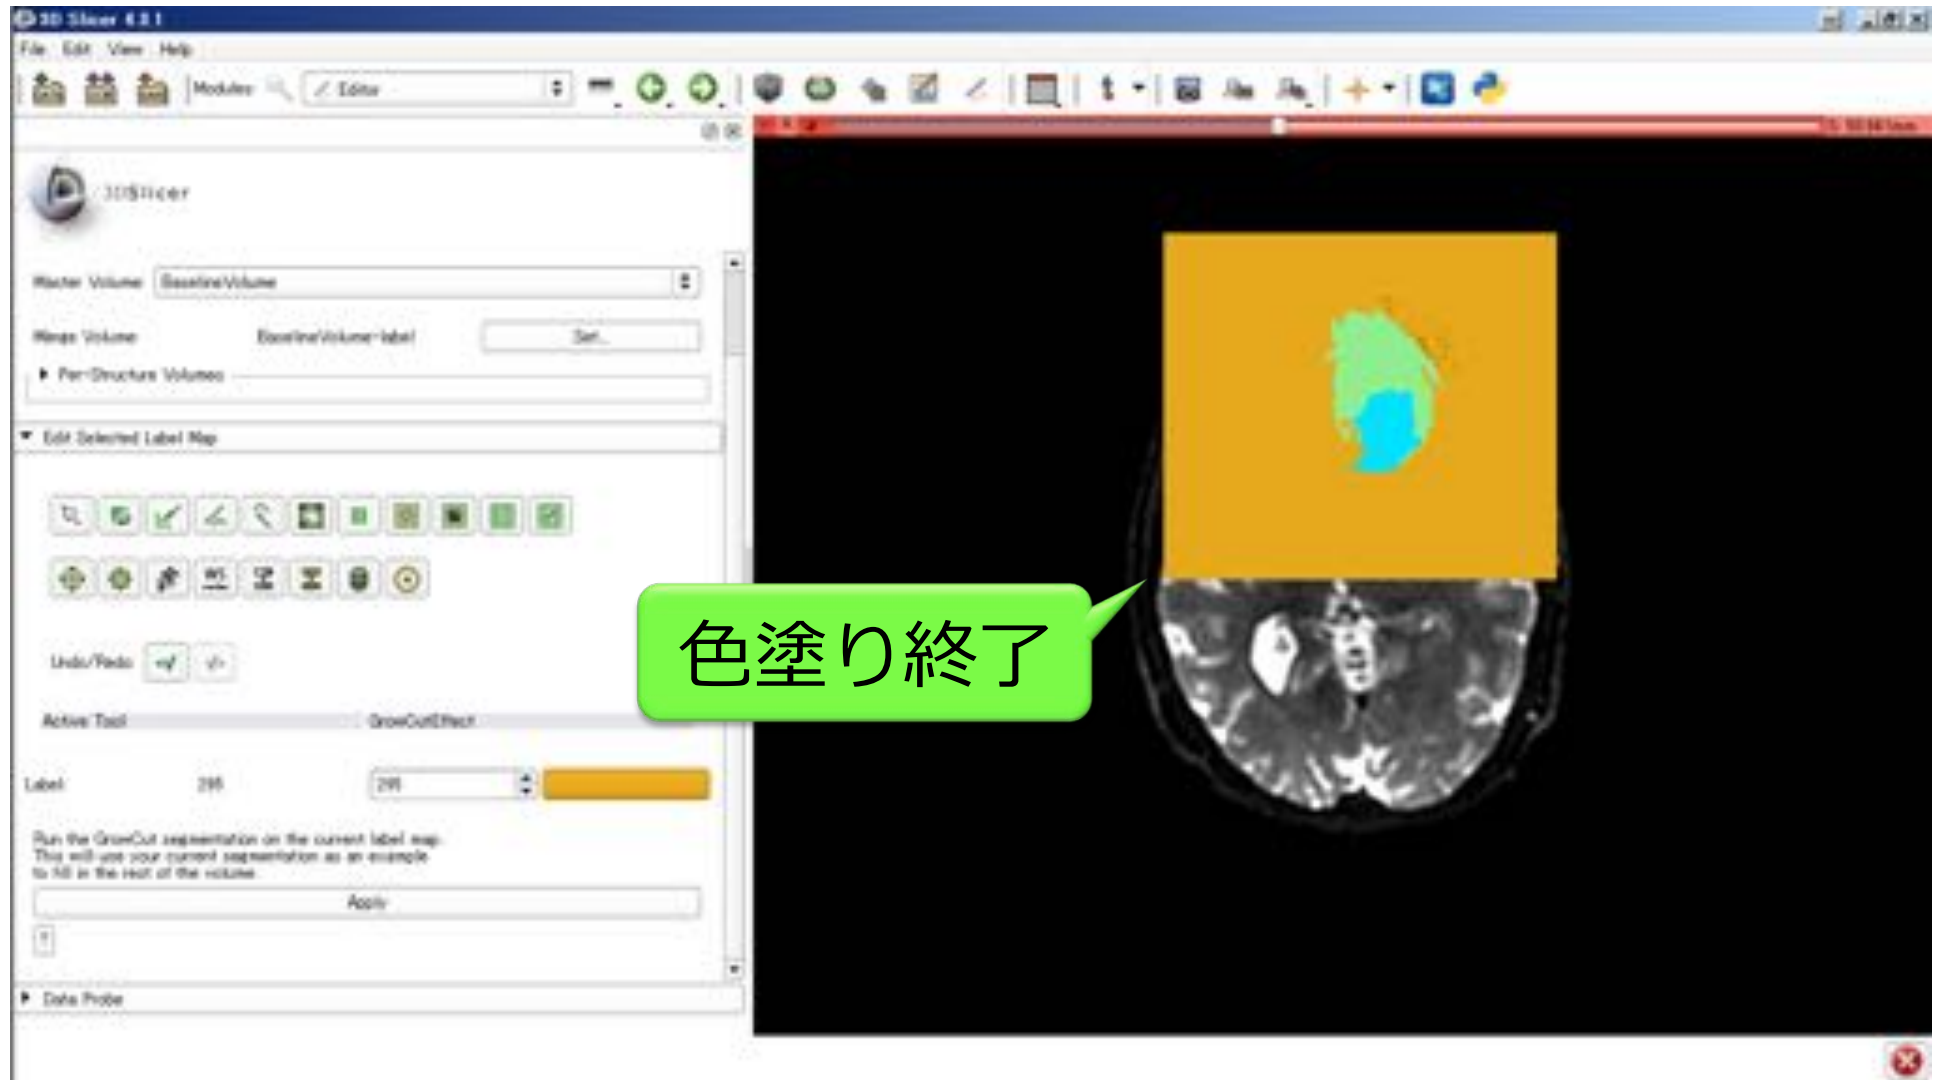 3D Slicer 4.3.1
File Edit View Help
Modules: Editor
3DSlicer
Master Volume BaselineVolume
Merge Volume BaselineVolume-label Set...
Per-Structure Volumes
Edit Selected Label Map
Undo/Redo
色塗り終了
Active Tool GrowCutEffect
Label: 295 295
Run the GrowCut segmentation on the current label map.
This will use your current segmentation as an example
to fill in the rest of the volume.
Apply
?
Data Probe